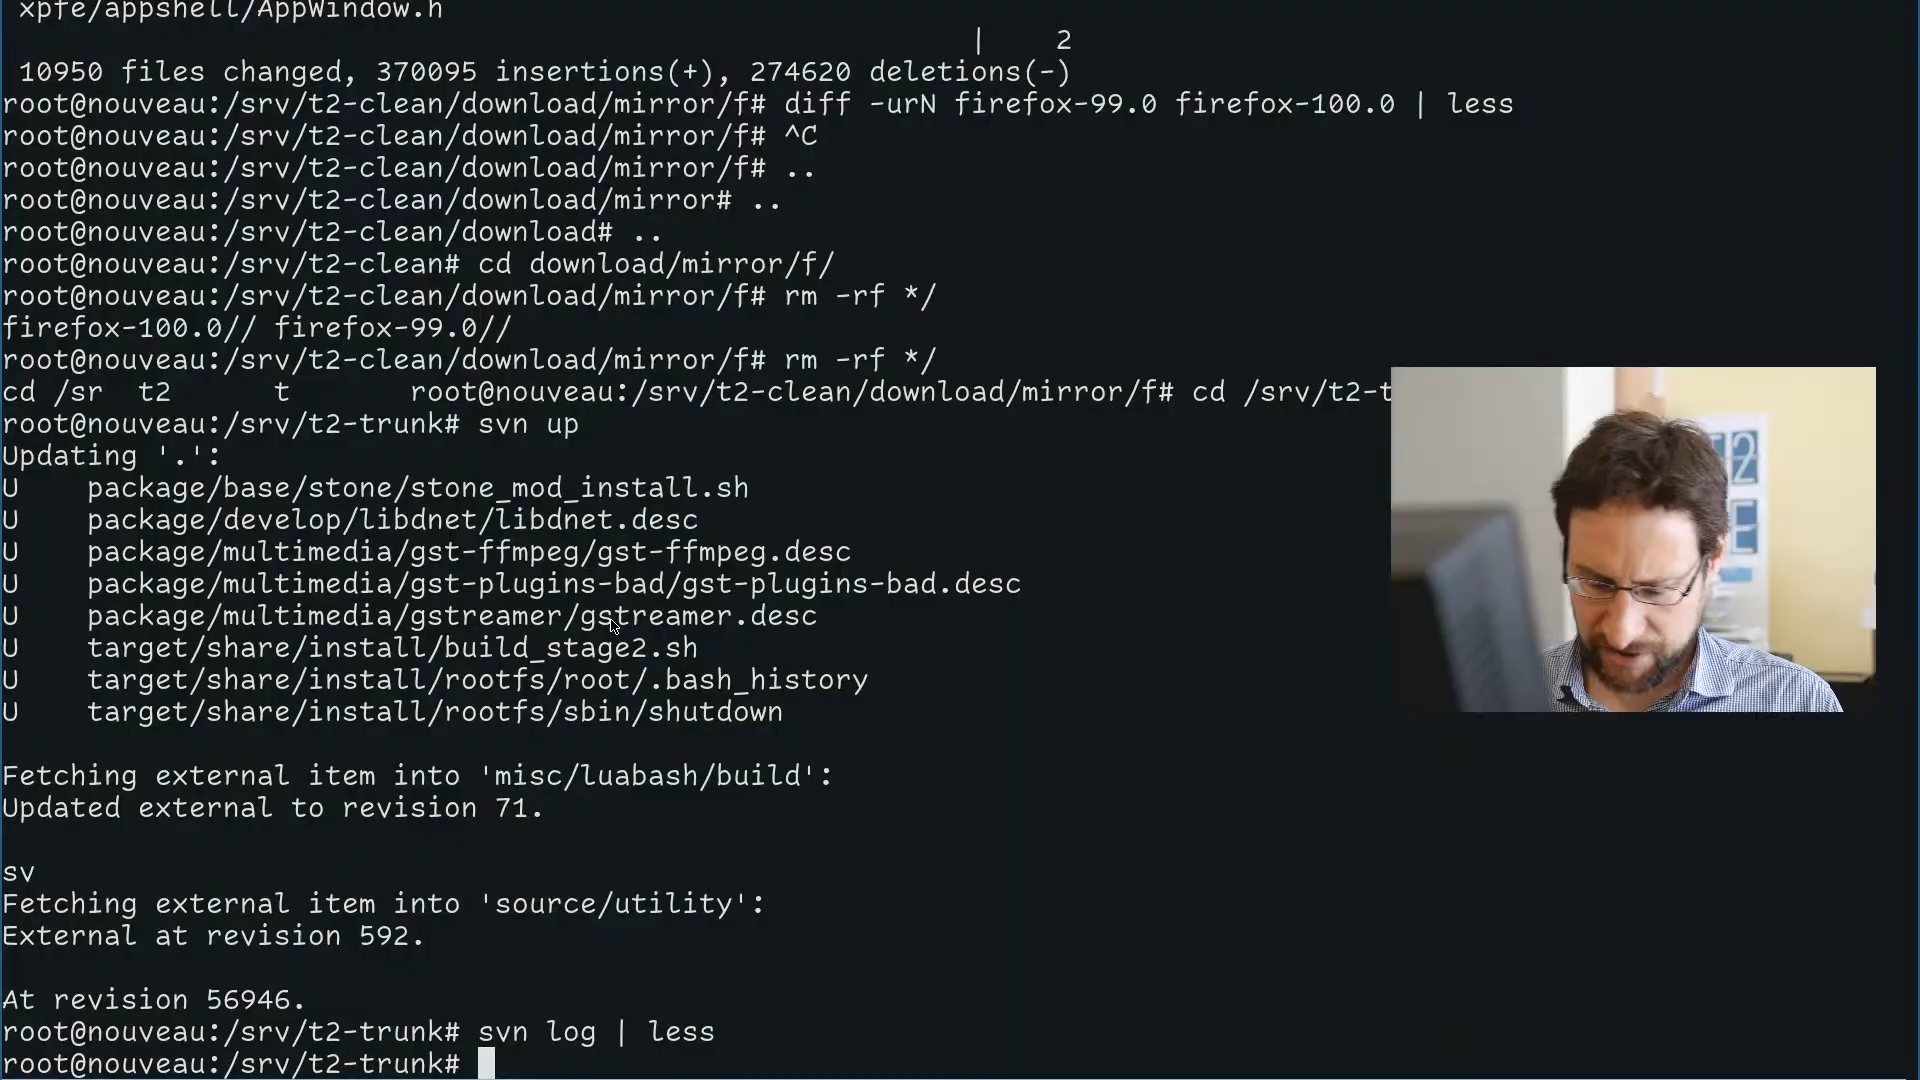 xpfe/appshell/AppWindow.h
|    2
10950 files changed, 370095 insertions(+), 274620 deletions(-)
root@nouveau:/srv/t2-clean/download/mirror/f# diff -urN firefox-99.0 firefox-100.0 | less
root@nouveau:/srv/t2-clean/download/mirror/f# ^C
root@nouveau:/srv/t2-clean/download/mirror/f# ..
root@nouveau:/srv/t2-clean/download/mirror# ..
root@nouveau:/srv/t2-clean/download# ..
root@nouveau:/srv/t2-clean# cd download/mirror/f/
root@nouveau:/srv/t2-clean/download/mirror/f# rm -rf */
firefox-100.0// firefox-99.0//
root@nouveau:/srv/t2-clean/download/mirror/f# rm -rf */
cd /sr  t2      t       root@nouveau:/srv/t2-clean/download/mirror/f# cd /srv/t2-t
root@nouveau:/srv/t2-trunk# svn up
Updating '.':
U    package/base/stone/stone_mod_install.sh
U    package/develop/libdnet/libdnet.desc
U    package/multimedia/gst-ffmpeg/gst-ffmpeg.desc
U    package/multimedia/gst-plugins-bad/gst-plugins-bad.desc
U    package/multimedia/gstreamer/gstreamer.desc
U    target/share/install/build_stage2.sh
U    target/share/install/rootfs/root/.bash_history
U    target/share/install/rootfs/sbin/shutdown
Fetching external item into 'misc/luabash/build':
Updated external to revision 71.
sv
Fetching external item into 'source/utility':
External at revision 592.
At revision 56946.
root@nouveau:/srv/t2-trunk# svn log | less
root@nouveau:/srv/t2-trunk#
T2
E